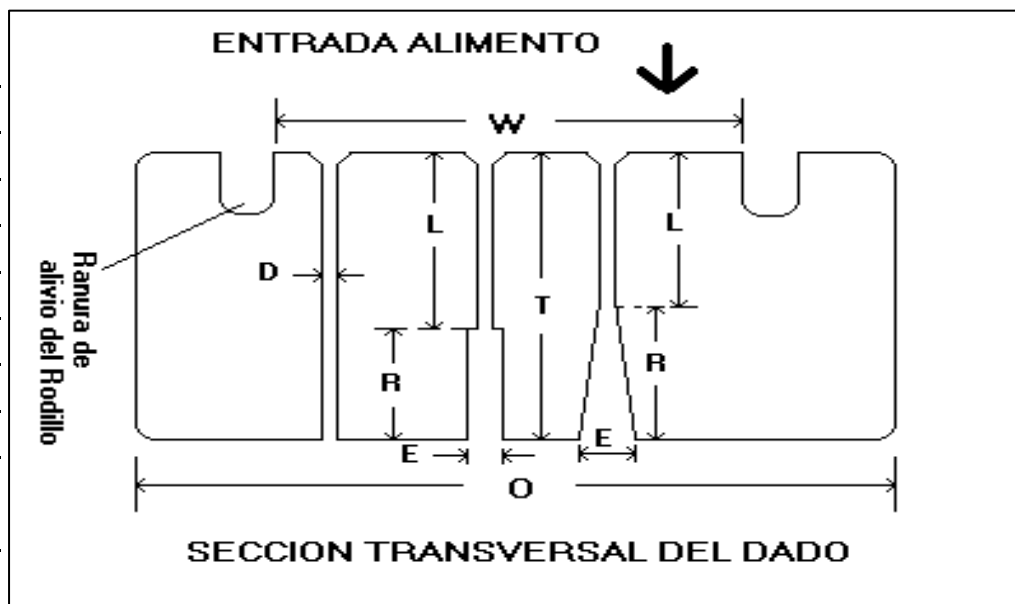 ENTRADA ALIMENTO
W
L
L
D
T
R
R
E
E
O
Ranura de
alivio del Rodillo
SECCION TRANSVERSAL DEL DADO